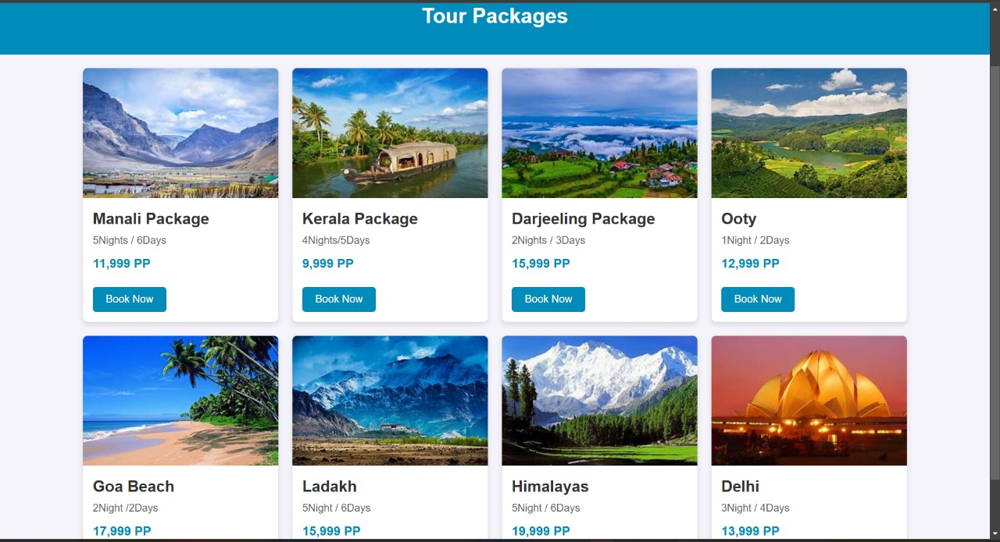 Tour Packages
Manali Package
5Nights / 6Days
11,999 PP
Book Now
Kerala Package
4Nights/5Days
9,999 PP
Book Now
Darjeeling Package
2Nights / 3Days
15,999 PP
Book Now
Ooty
1Night / 2Days
12,999 PP
Book Now
Goa Beach
2Night /2Days
17,999 PP
Ladakh
5Night / 6Days
15,999 PP
Himalayas
5Night / 6Days
19,999 PP
Delhi
3Night / 4Days
13,999 PP